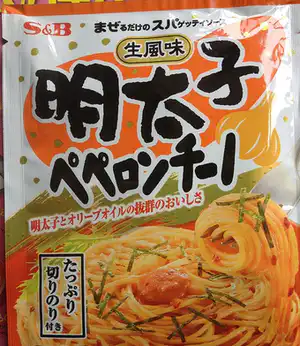 S&B
まぜるだけのスパゲッティソース
生風味
明太子
ペペロンチーノ
明太子とオリーブオイルの抜群のおいしさ
たっぷり
切りのり付き